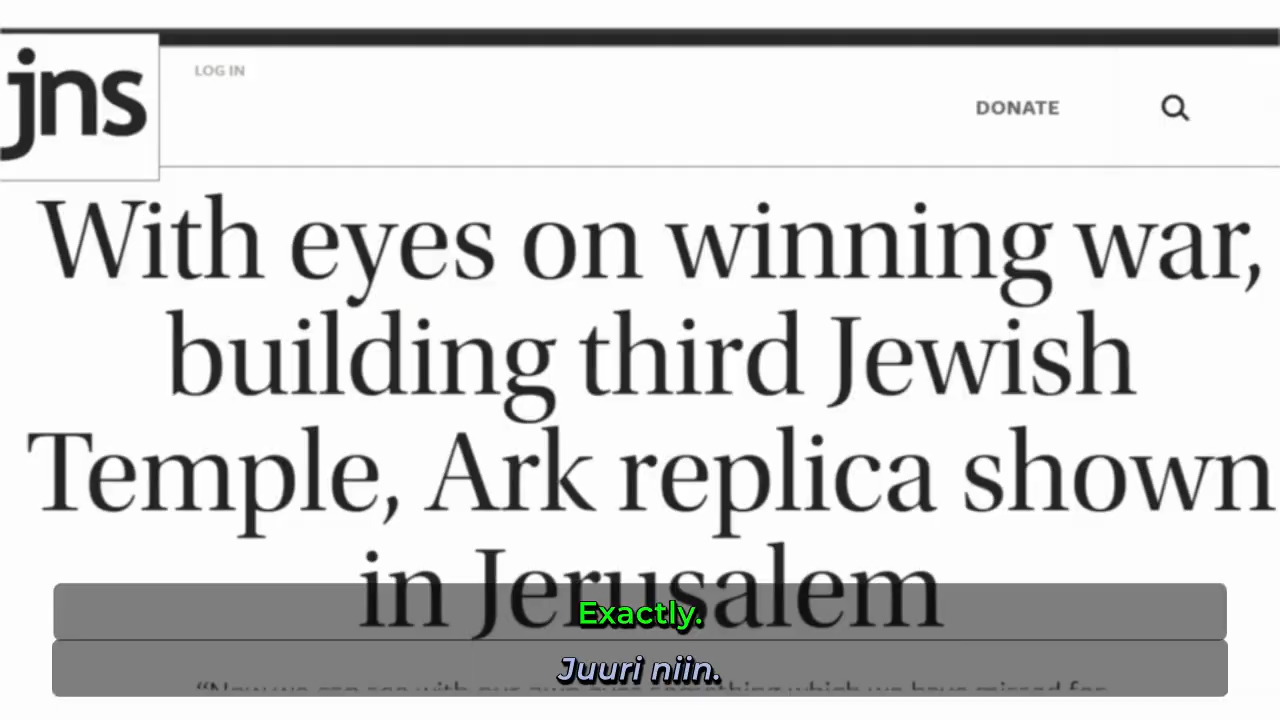 jns
LOG IN
DONATE
With eyes on winning war,
building third Jewish
Temple, Ark replica shown
in Jerusalem
Exactly.
Juuri niin.